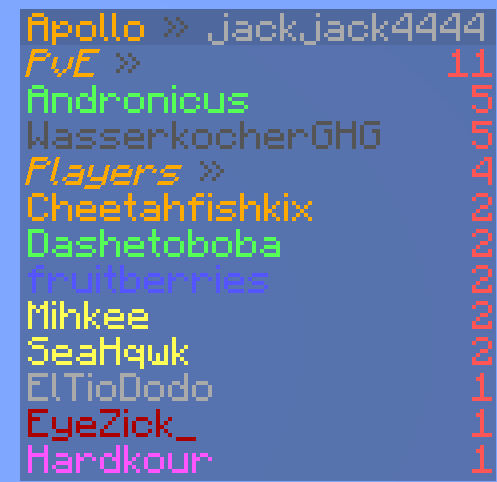 Apollo » jackjack4444
PvE » 11
Andronicus 5
WasserkocherGHG 5
Players » 4
Cheetahfishkix 2
Dashetoboba 2
fruitberries 2
Mihkee 2
SeaHqwk 2
ElTioDodo 1
EyeZick_ 1
Hardkour 1